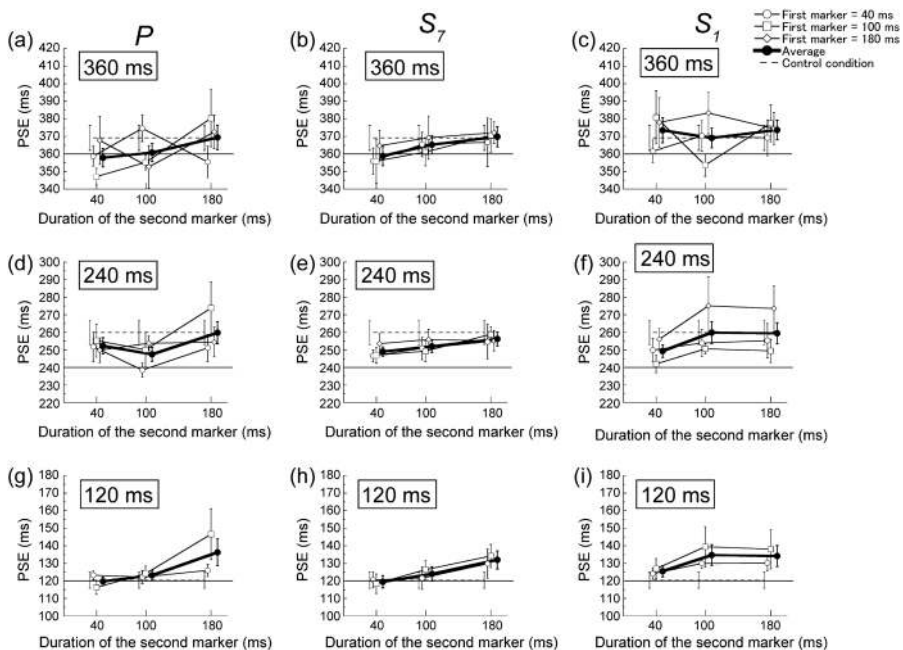 P
S7
S1
First marker = 40 ms
First marker = 100 ms
First marker = 180 ms
Average
Control condition
(a)
360 ms
PSE (ms)
420
410
400
390
380
370
360
350
340
40
100
180
Duration of the second marker (ms)
(b)
360 ms
PSE (ms)
420
410
400
390
380
370
360
350
340
40
100
180
Duration of the second marker (ms)
(c)
360 ms
PSE (ms)
420
410
400
390
380
370
360
350
340
40
100
180
Duration of the second marker (ms)
(d)
240 ms
PSE (ms)
300
290
280
270
260
250
240
230
220
40
100
180
Duration of the second marker (ms)
(e)
240 ms
PSE (ms)
300
290
280
270
260
250
240
230
220
40
100
180
Duration of the second marker (ms)
(f)
240 ms
PSE (ms)
300
290
280
270
260
250
240
230
220
40
100
180
Duration of the second marker (ms)
(g)
120 ms
PSE (ms)
180
170
160
150
140
130
120
110
100
40
100
180
Duration of the second marker (ms)
(h)
120 ms
PSE (ms)
180
170
160
150
140
130
120
110
100
40
100
180
Duration of the second marker (ms)
(i)
120 ms
PSE (ms)
180
170
160
150
140
130
120
110
100
40
100
180
Duration of the second marker (ms)